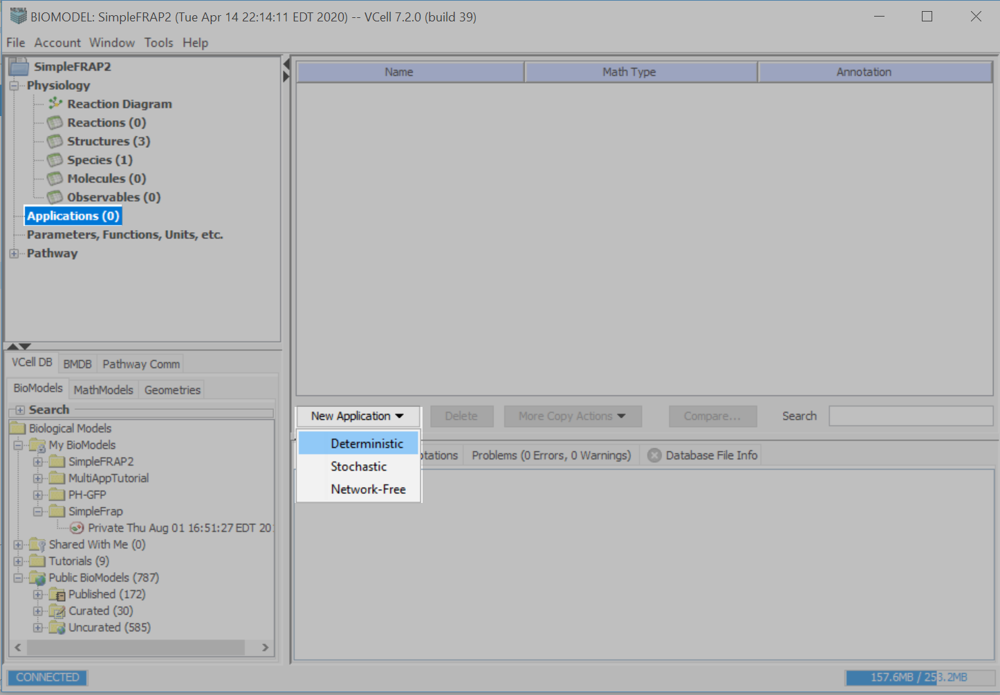 BIOMODEL: SimpleFRAP2 (Tue Apr 14 22:14:11 EDT 2020) -- VCell 7.2.0 (build 39)
File Account Window Tools Help
SimpleFRAP2
Physiology
Reaction Diagram
Reactions (0)
Structures (3)
Species (1)
Molecules (0)
Observables (0)
Applications (0)
Parameters, Functions, Units, etc.
Pathway
VCell DB BMDB Pathway Comm
BioModels MathModels Geometries
Search
Biological Models
My BioModels
SimpleFRAP2
MultiAppTutorial
PH-GFP
SimpleFrap
Private Thu Aug 01 16:51:27 EDT 20
Shared With Me (0)
Tutorials (9)
Public BioModels (787)
Published (172)
Curated (30)
Uncurated (585)
Name Math Type Annotation
New Application Delete More Copy Actions Compare... Search
Deterministic
Stochastic
Network-Free
otations Problems (0 Errors, 0 Warnings) Database File Info
CONNECTED 157.6MB / 253.2MB